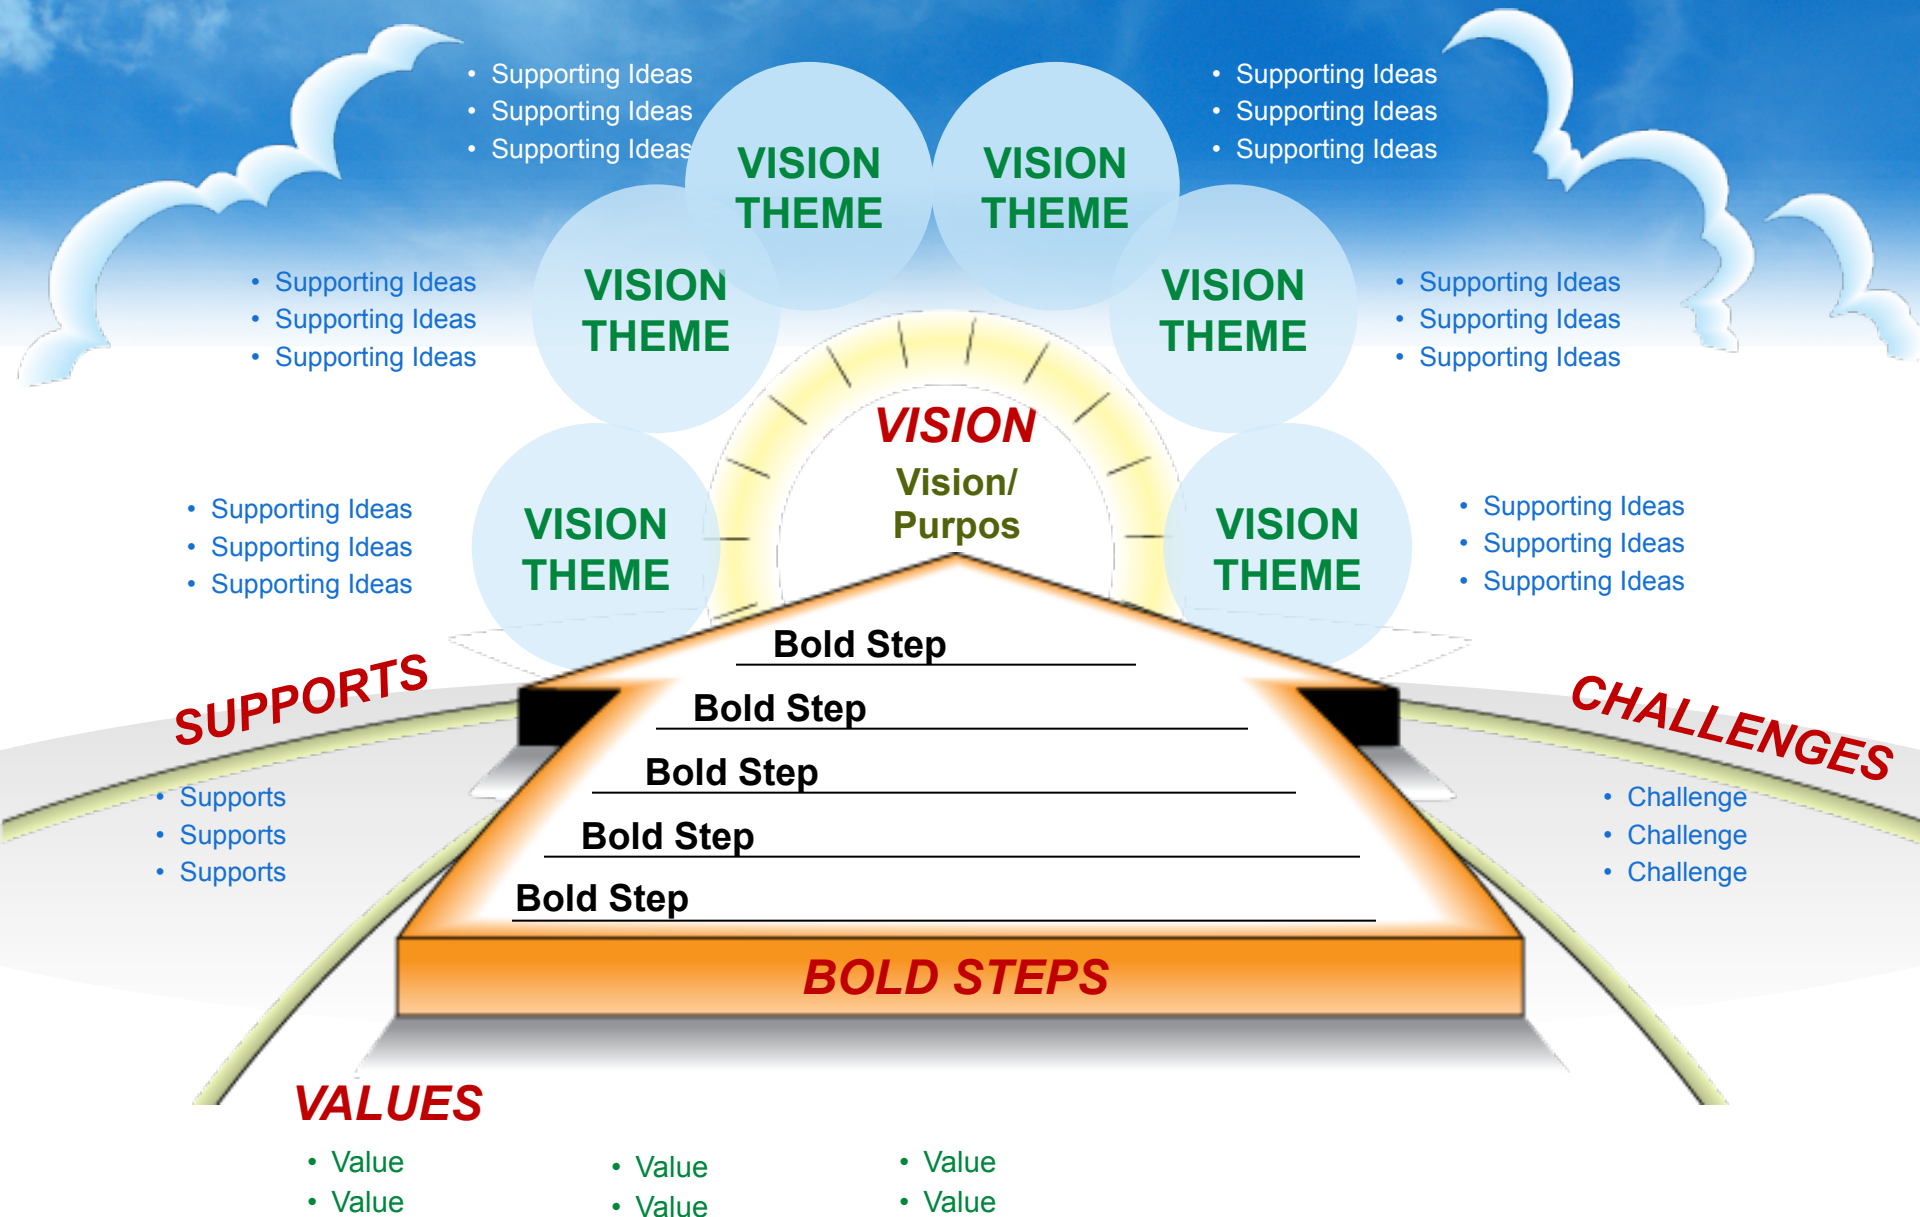 • Supporting Ideas
• Supporting Ideas
• Supporting Ideas
• Supporting Ideas
• Supporting Ideas
• Supporting Ideas
VISION
THEME
VISION
THEME
• Supporting Ideas
• Supporting Ideas
• Supporting Ideas
VISION
THEME
VISION
THEME
• Supporting Ideas
• Supporting Ideas
• Supporting Ideas
VISION
Vision/
Purpos
• Supporting Ideas
• Supporting Ideas
• Supporting Ideas
VISION
THEME
VISION
THEME
• Supporting Ideas
• Supporting Ideas
• Supporting Ideas
Bold Step
Bold Step
Bold Step
Bold Step
Bold Step
BOLD STEPS
SUPPORTS
• Supports
• Supports
• Supports
CHALLENGES
• Challenge
• Challenge
• Challenge
VALUES
• Value
• Value
• Value
• Value
• Value
• Value